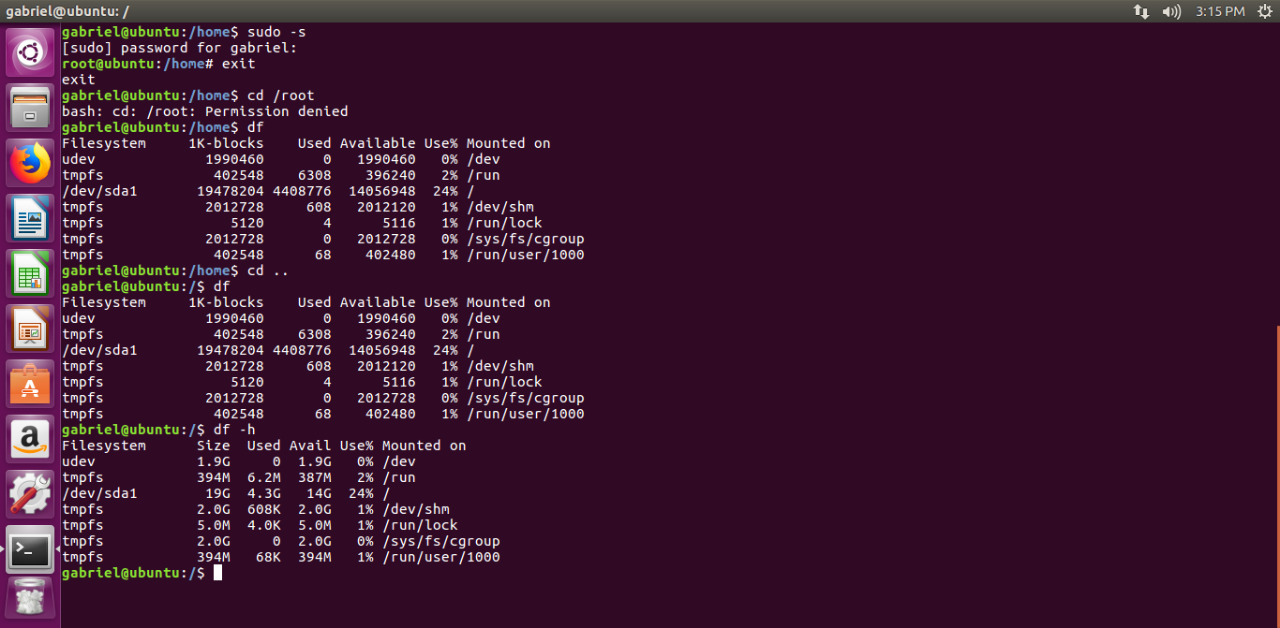 gabriel@ubuntu: /
3:15 PM
gabriel@ubuntu:/home$ sudo -s
[sudo] password for gabriel:
root@ubuntu:/home# exit
exit
gabriel@ubuntu:/home$ cd /root
bash: cd: /root: Permission denied
gabriel@ubuntu:/home$ df
Filesystem     1K-blocks    Used Available Use% Mounted on
udev             1990460       0   1990460   0% /dev
tmpfs             402548    6308    396240   2% /run
/dev/sda1       19478204 4408776  14056948  24% /
tmpfs            2012728     608   2012120   1% /dev/shm
tmpfs               5120       4      5116   1% /run/lock
tmpfs            2012728       0   2012728   0% /sys/fs/cgroup
tmpfs             402548      68    402480   1% /run/user/1000
gabriel@ubuntu:/home$ cd ..
gabriel@ubuntu:/$ df
Filesystem     1K-blocks    Used Available Use% Mounted on
udev             1990460       0   1990460   0% /dev
tmpfs             402548    6308    396240   2% /run
/dev/sda1       19478204 4408776  14056948  24% /
tmpfs            2012728     608   2012120   1% /dev/shm
tmpfs               5120       4      5116   1% /run/lock
tmpfs            2012728       0   2012728   0% /sys/fs/cgroup
tmpfs             402548      68    402480   1% /run/user/1000
gabriel@ubuntu:/$ df -h
Filesystem      Size  Used Avail Use% Mounted on
udev            1.9G     0  1.9G   0% /dev
tmpfs           394M  6.2M  387M   2% /run
/dev/sda1        19G  4.3G   14G  24% /
tmpfs           2.0G  608K  2.0G   1% /dev/shm
tmpfs           5.0M  4.0K  5.0M   1% /run/lock
tmpfs           2.0G     0  2.0G   0% /sys/fs/cgroup
tmpfs           394M   68K  394M   1% /run/user/1000
gabriel@ubuntu:/$